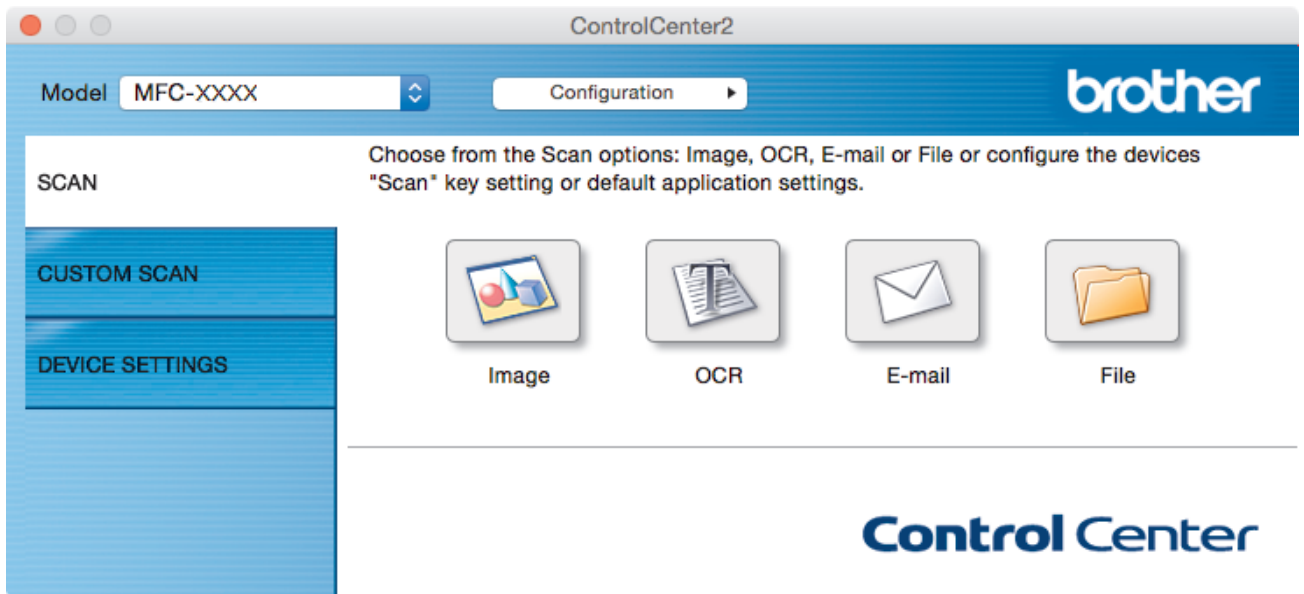 ControlCenter2
Model MFC-XXXX Configuration brother
SCAN
CUSTOM SCAN
DEVICE SETTINGS
Choose from the Scan options: Image, OCR, E-mail or File or configure the devices
"Scan" key setting or default application settings.
Image OCR E-mail File
Control Center